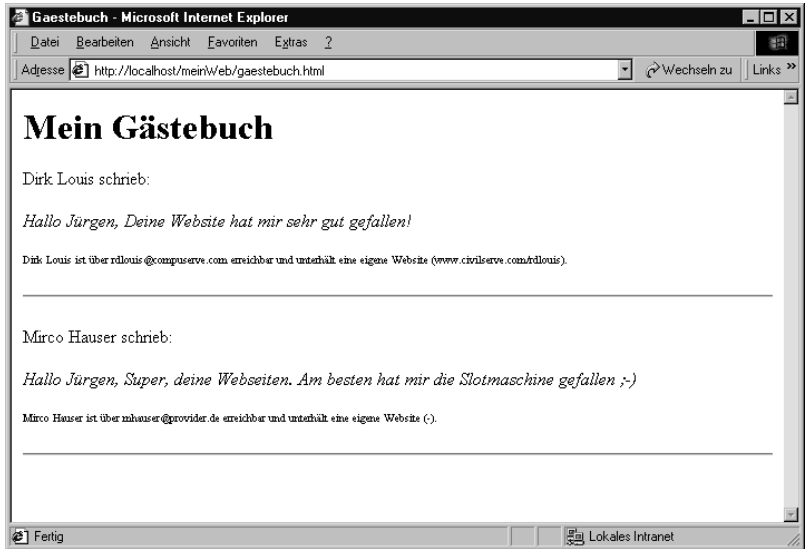 Gaestebuch - Microsoft Internet Explorer
Datei Bearbeiten Ansicht Favoriten Extras ?
Adresse http://localhost/meinWeb/gaestebuch.html Wechseln zu Links »
Mein Gästebuch
Dirk Louis schrieb:
Hallo Jürgen, Deine Website hat mir sehr gut gefallen!
Dirk Louis ist über rdlouis@compuserve.com erreichbar und unterhält eine eigene Website (www.civilserve.com/rdlouis).
Mirco Hauser schrieb:
Hallo Jürgen, Super, deine Webseiten. Am besten hat mir die Slotmaschine gefallen ;-)
Mirco Hauser ist über mhauser@provider.de erreichbar und unterhält eine eigene Website (-).
Fertig Lokales Intranet